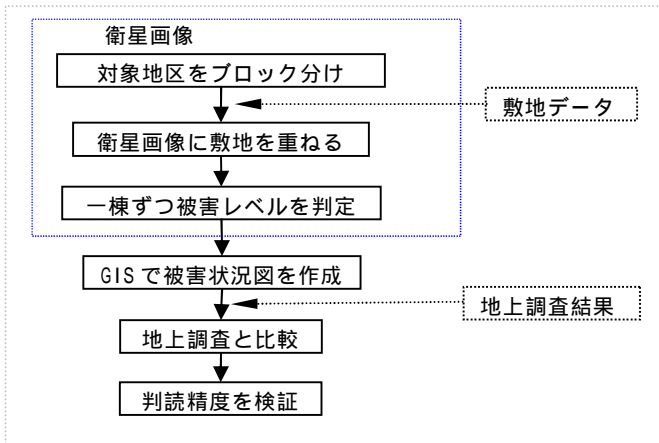 衛星画像
対象地区をブロック分け
敷地データ
衛星画像に敷地を重ねる
一棟ずつ被害レベルを判定
GISで被害状況図を作成
地上調査結果
地上調査と比較
判読精度を検証